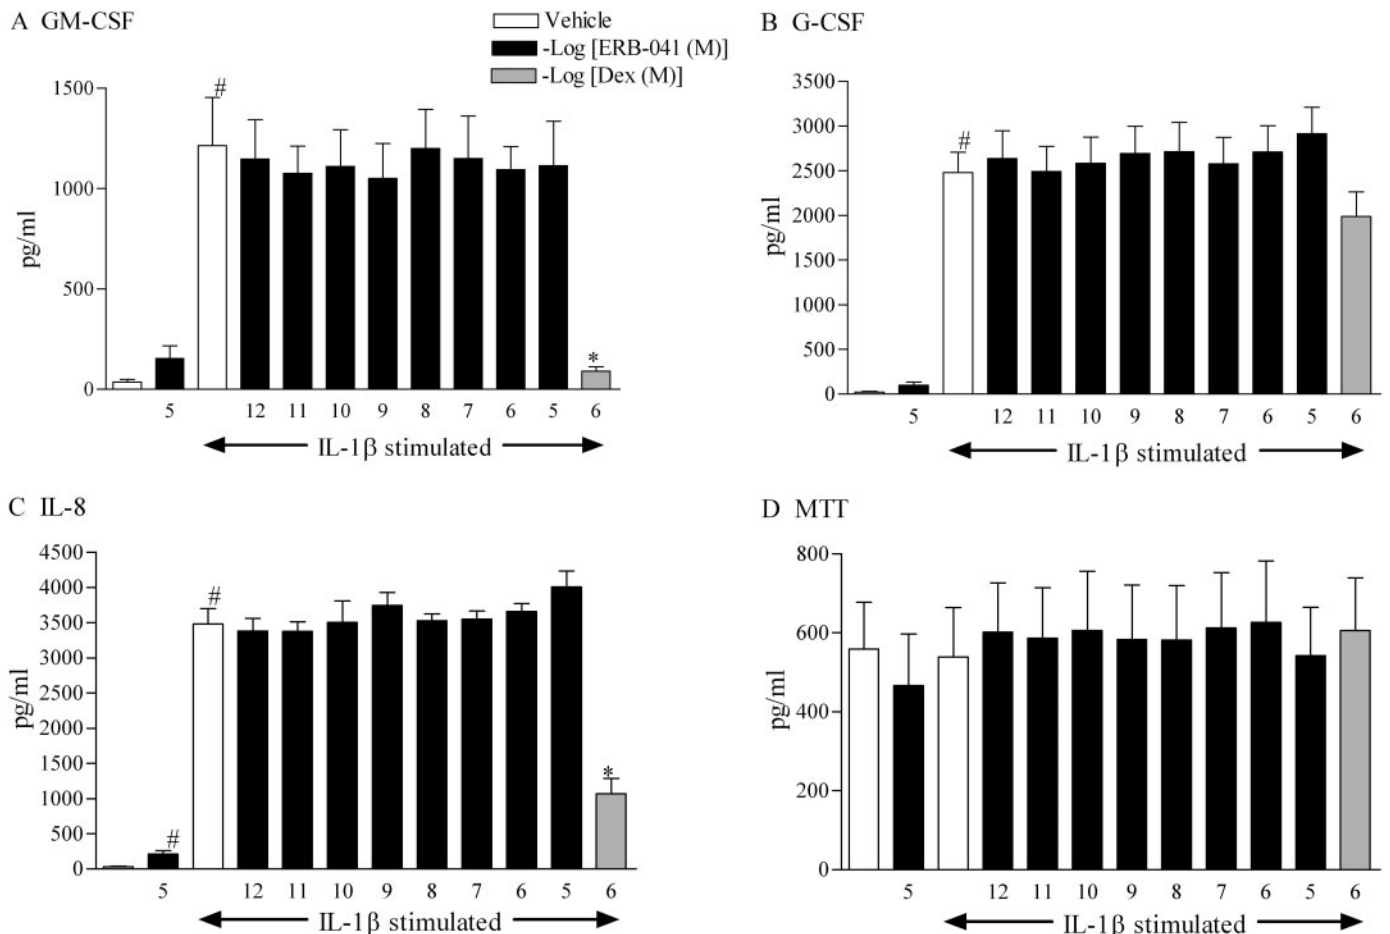 A GM-CSF
Vehicle
-Log [ERB-041 (M)]
-Log [Dex (M)]
1500
1000
500
0
pg/ml
#
*
5 12 11 10 9 8 7 6 5 6
IL-1β stimulated
B G-CSF
3500
3000
2500
2000
1500
1000
500
0
pg/ml
#
5 12 11 10 9 8 7 6 5 6
IL-1β stimulated
C IL-8
4500
4000
3500
3000
2500
2000
1500
1000
500
0
pg/ml
#
#
*
5 12 11 10 9 8 7 6 5 6
IL-1β stimulated
D MTT
800
600
400
200
0
pg/ml
5 12 11 10 9 8 7 6 5 6
IL-1β stimulated